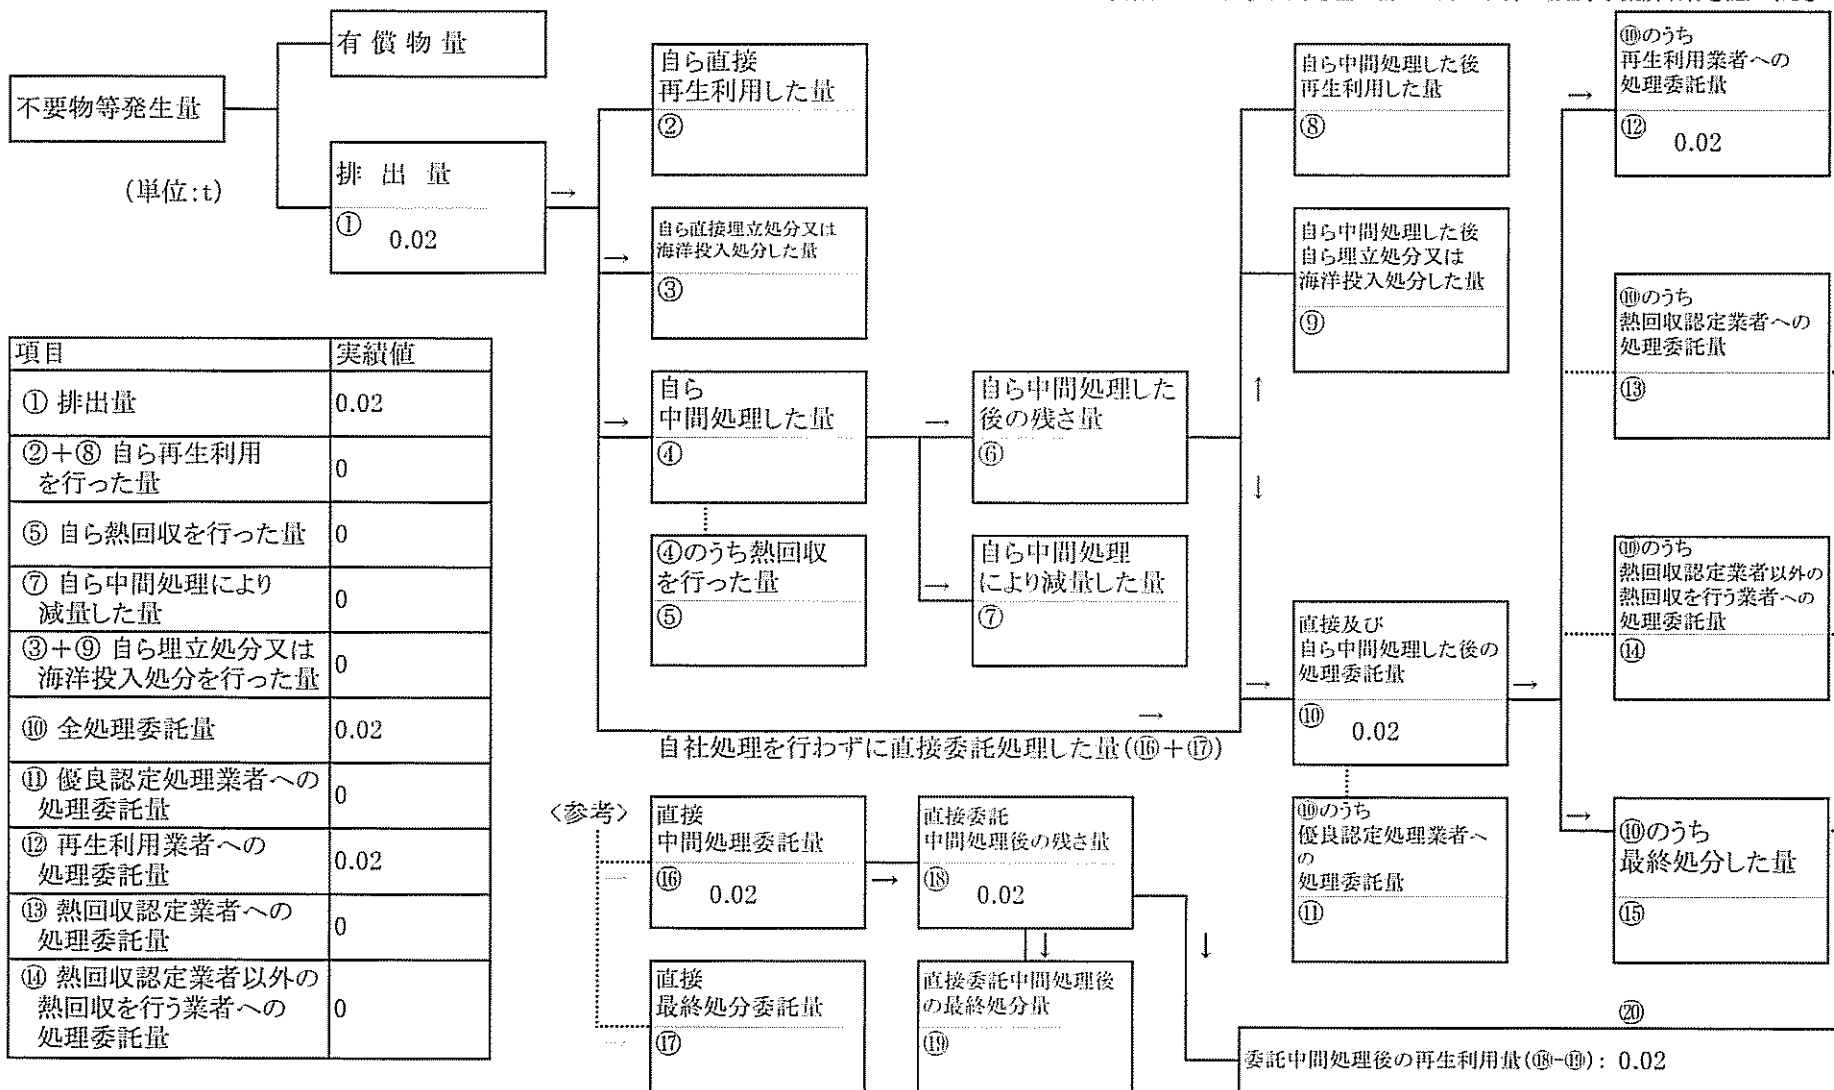 不要物等発生量
(単位:t)
有償物量
排出量
①
0.02
→
自ら直接
再生利用した量
②
→
自ら直接埋立処分又は
海洋投入処分した量
③
→
自ら
中間処理した量
④
④のうち熱回収
を行った量
⑤
→
自ら中間処理した
後の残さ量
⑥
→
自ら中間処理
により減量した量
⑦
自ら中間処理した後
再生利用した量
⑧
自ら中間処理した後
自ら埋立処分又は
海洋投入処分した量
⑨
↑
↓
→
→
自社処理を行わずに直接委託処理した量(⑯+⑰)
直接及び
自ら中間処理した後の
処理委託量
⑩
0.02
→
⑩のうち
優良認定処理業者へ
の
処理委託量
⑪
→
⑩のうち
再生利用業者への
処理委託量
⑫
0.02
⑩のうち
熱回収認定業者への
処理委託量
⑬
⑩のうち
熱回収認定業者以外の
熱回収を行う業者への
処理委託量
⑭
→
⑩のうち
最終処分した量
⑮
項目 実績値
① 排出量 0.02
②+⑧ 自ら再生利用
を行った量 0
⑤ 自ら熱回収を行った量 0
⑦ 自ら中間処理により
減量した量 0
③+⑨ 自ら埋立処分又は
海洋投入処分を行った量 0
⑩ 全処理委託量 0.02
⑪ 優良認定処理業者への
処理委託量 0
⑫ 再生利用業者への
処理委託量 0.02
⑬ 熱回収認定業者への
処理委託量 0
⑭ 熱回収認定業者以外の
熱回収を行う業者への
処理委託量 0
〈参考〉
→
直接
中間処理委託量
⑯
0.02
→
直接委託
中間処理後の残さ量
⑱
0.02
→
直接
最終処分委託量
⑰
↓
直接委託中間処理後
の最終処分量
⑲
↓
⑳
委託中間処理後の再生利用量(⑱-⑲): 0.02